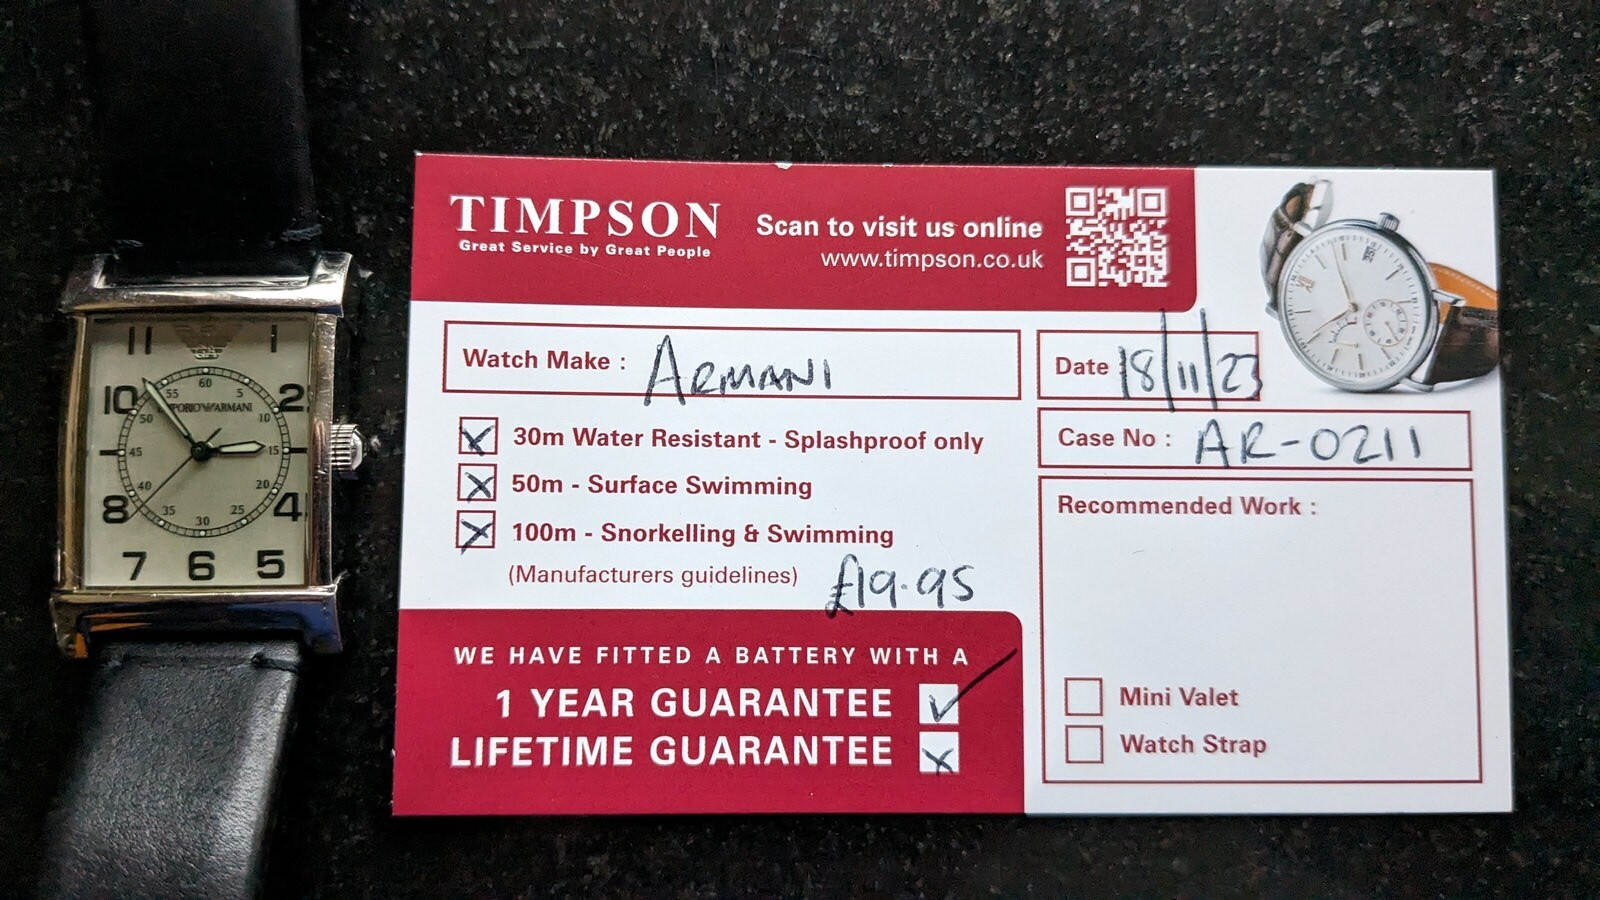 TIMPSON
Great Service by Great People
Scan to visit us online
www.timpson.co.uk
Watch Make : ARMANI
Date 18/11/23
Case No : AR-0211
30m Water Resistant - Splashproof only
50m - Surface Swimming
100m - Snorkelling & Swimming
(Manufacturers guidelines) £19.95
Recommended Work :
Mini Valet
Watch Strap
WE HAVE FITTED A BATTERY WITH A
1 YEAR GUARANTEE
LIFETIME GUARANTEE
11 1
10 2
8 4
7 6 5
60
55 5
50 10
45 15
40 20
35 25
30
EMPORIO ARMANI